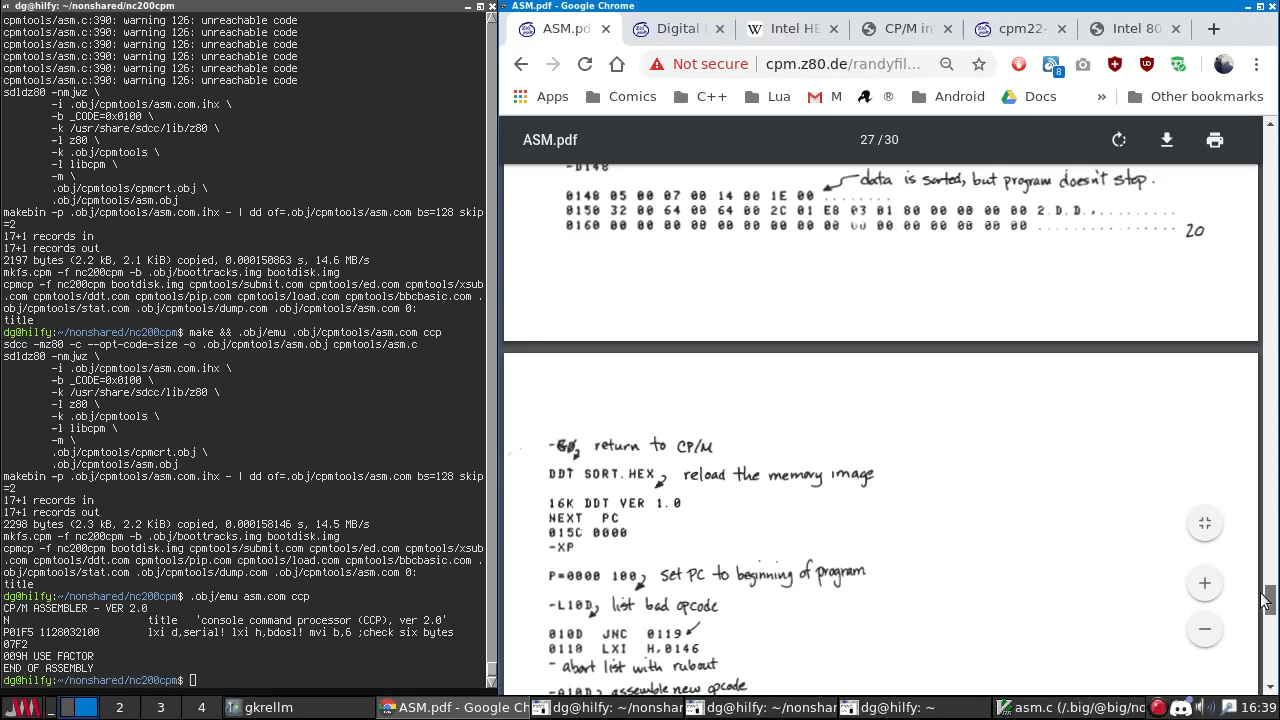 dg@hilfy: ~/nonshared/nc200cpm
cpmtools/asm.c:390: warning 126: unreachable code
cpmtools/asm.c:390: warning 126: unreachable code
cpmtools/asm.c:390: warning 126: unreachable code
cpmtools/asm.c:390: warning 126: unreachable code
cpmtools/asm.c:390: warning 126: unreachable code
cpmtools/asm.c:390: warning 126: unreachable code
sdldz80 -nmjwz \
-i .obj/cpmtools/asm.com.ihx \
-b _CODE=0x0100 \
-k /usr/share/sdcc/lib/z80 \
-l z80 \
-k .obj/cpmtools \
-l libcpm \
-m \
.obj/cpmtools/cpmcrt.obj \
.obj/cpmtools/asm.obj
makebin -p .obj/cpmtools/asm.com.ihx - | dd of=.obj/cpmtools/asm.com bs=128 skip
=2
17+1 records in
17+1 records out
2197 bytes (2.2 kB, 2.1 KiB) copied, 0.000150863 s, 14.6 MB/s
mkfs.cpm -f nc200cpm -b .obj/boottracks.img bootdisk.img
cpmcp -f nc200cpm bootdisk.img cpmtools/submit.com cpmtools/ed.com cpmtools/xsub
.com cpmtools/ddt.com cpmtools/pip.com cpmtools/load.com cpmtools/bbcbasic.com .
obj/cpmtools/stat.com .obj/cpmtools/dump.com .obj/cpmtools/asm.com 0:
title
dg@hilfy:~/nonshared/nc200cpm$ make && .obj/emu .obj/cpmtools/asm.com ccp
sdcc -mz80 -c --opt-code-size -o .obj/cpmtools/asm.obj cpmtools/asm.c
sdldz80 -nmjwz \
-i .obj/cpmtools/asm.com.ihx \
-b _CODE=0x0100 \
-k /usr/share/sdcc/lib/z80 \
-l z80 \
-k .obj/cpmtools \
-l libcpm \
-m \
.obj/cpmtools/cpmcrt.obj \
.obj/cpmtools/asm.obj
makebin -p .obj/cpmtools/asm.com.ihx - | dd of=.obj/cpmtools/asm.com bs=128 skip
=2
17+1 records in
17+1 records out
2298 bytes (2.3 kB, 2.2 KiB) copied, 0.000158146 s, 14.5 MB/s
mkfs.cpm -f nc200cpm -b .obj/boottracks.img bootdisk.img
cpmcp -f nc200cpm bootdisk.img cpmtools/submit.com cpmtools/ed.com cpmtools/xsub
.com cpmtools/ddt.com cpmtools/pip.com cpmtools/load.com cpmtools/bbcbasic.com .
obj/cpmtools/stat.com .obj/cpmtools/dump.com .obj/cpmtools/asm.com 0:
title
dg@hilfy:~/nonshared/nc200cpm$ .obj/emu asm.com ccp
CP/M ASSEMBLER - VER 2.0
N title 'console command processor (CCP), ver 2.0'
P01F5 1128032100 lxi d,serial! lxi h,bdosl! mvi b,6 ;check six bytes
07F2
009H USE FACTOR
END OF ASSEMBLY
dg@hilfy:~/nonshared/nc200cpm$
ASM.pdf - Google Chrome
ASM.pd
Digital
W Intel HE
CP/M in
cpm22-
Intel 80
Not secure cpm.z80.de/randyfil...
8
Apps Comics C++ Lua M ® Android Docs » Other bookmarks
ASM.pdf 27 / 30
-D148
data is sorted, but program doesn't stop.
0148 05 00 07 00 14 00 1E 00 ........
0150 32 00 64 00 64 00 2C 01 E8 03 01 80 00 00 00 00 2.D.D.,.........
0160 00 00 00 00 00 00 00 00 00 00 00 00 00 00 00 00 ................
20
-G0 return to CP/M
DDT SORT.HEX reload the memory image
16K DDT VER 1.0
NEXT PC
015C 0000
-XP
P=0000 100 set PC to beginning of program
-L10D list bad opcode
010D JNC 0119
0110 LXI H,0146
- abort list with rubout
-A10D assemble new opcode
2 3 4 gkrellm ASM.pdf - Google Ch dg@hilfy: ~/nonshar dg@hilfy: ~/nonshar dg@hilfy: ~ asm.c (/.big/@big/no 16:39